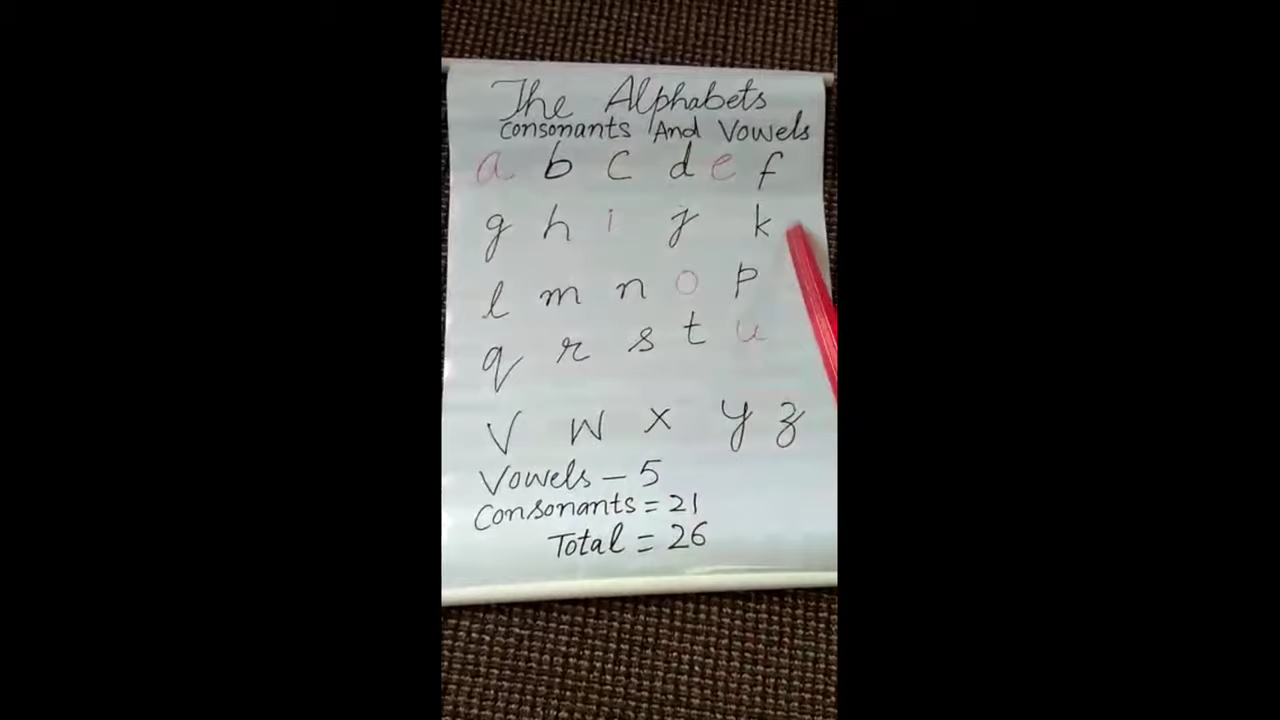 The Alphabets
Consonants And Vowels
a b c d e f
g h i j k
l m n o p
q r s t u
V W X y z
Vowels – 5
Consonants = 21
Total = 26